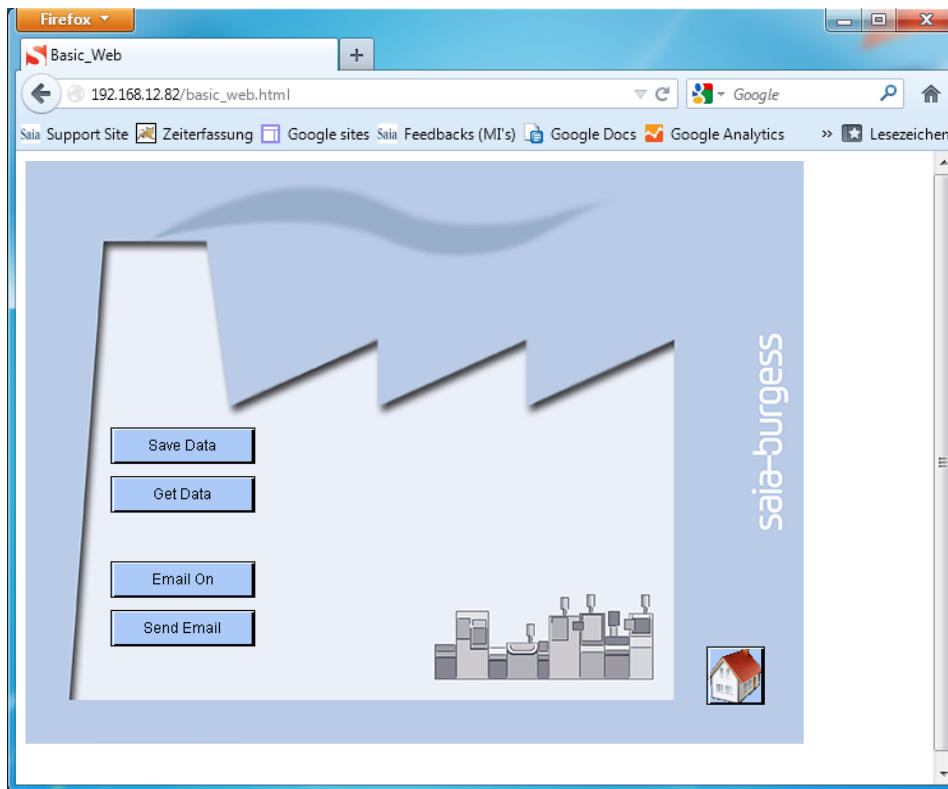 Firefox
Basic_Web
192.168.12.82/basic_web.html
Google
Saia Support Site Zeiterfassung Google sites Saia Feedbacks (MI's) Google Docs Google Analytics » Lesezeichen
saia-burgess
Save Data
Get Data
Email On
Send Email